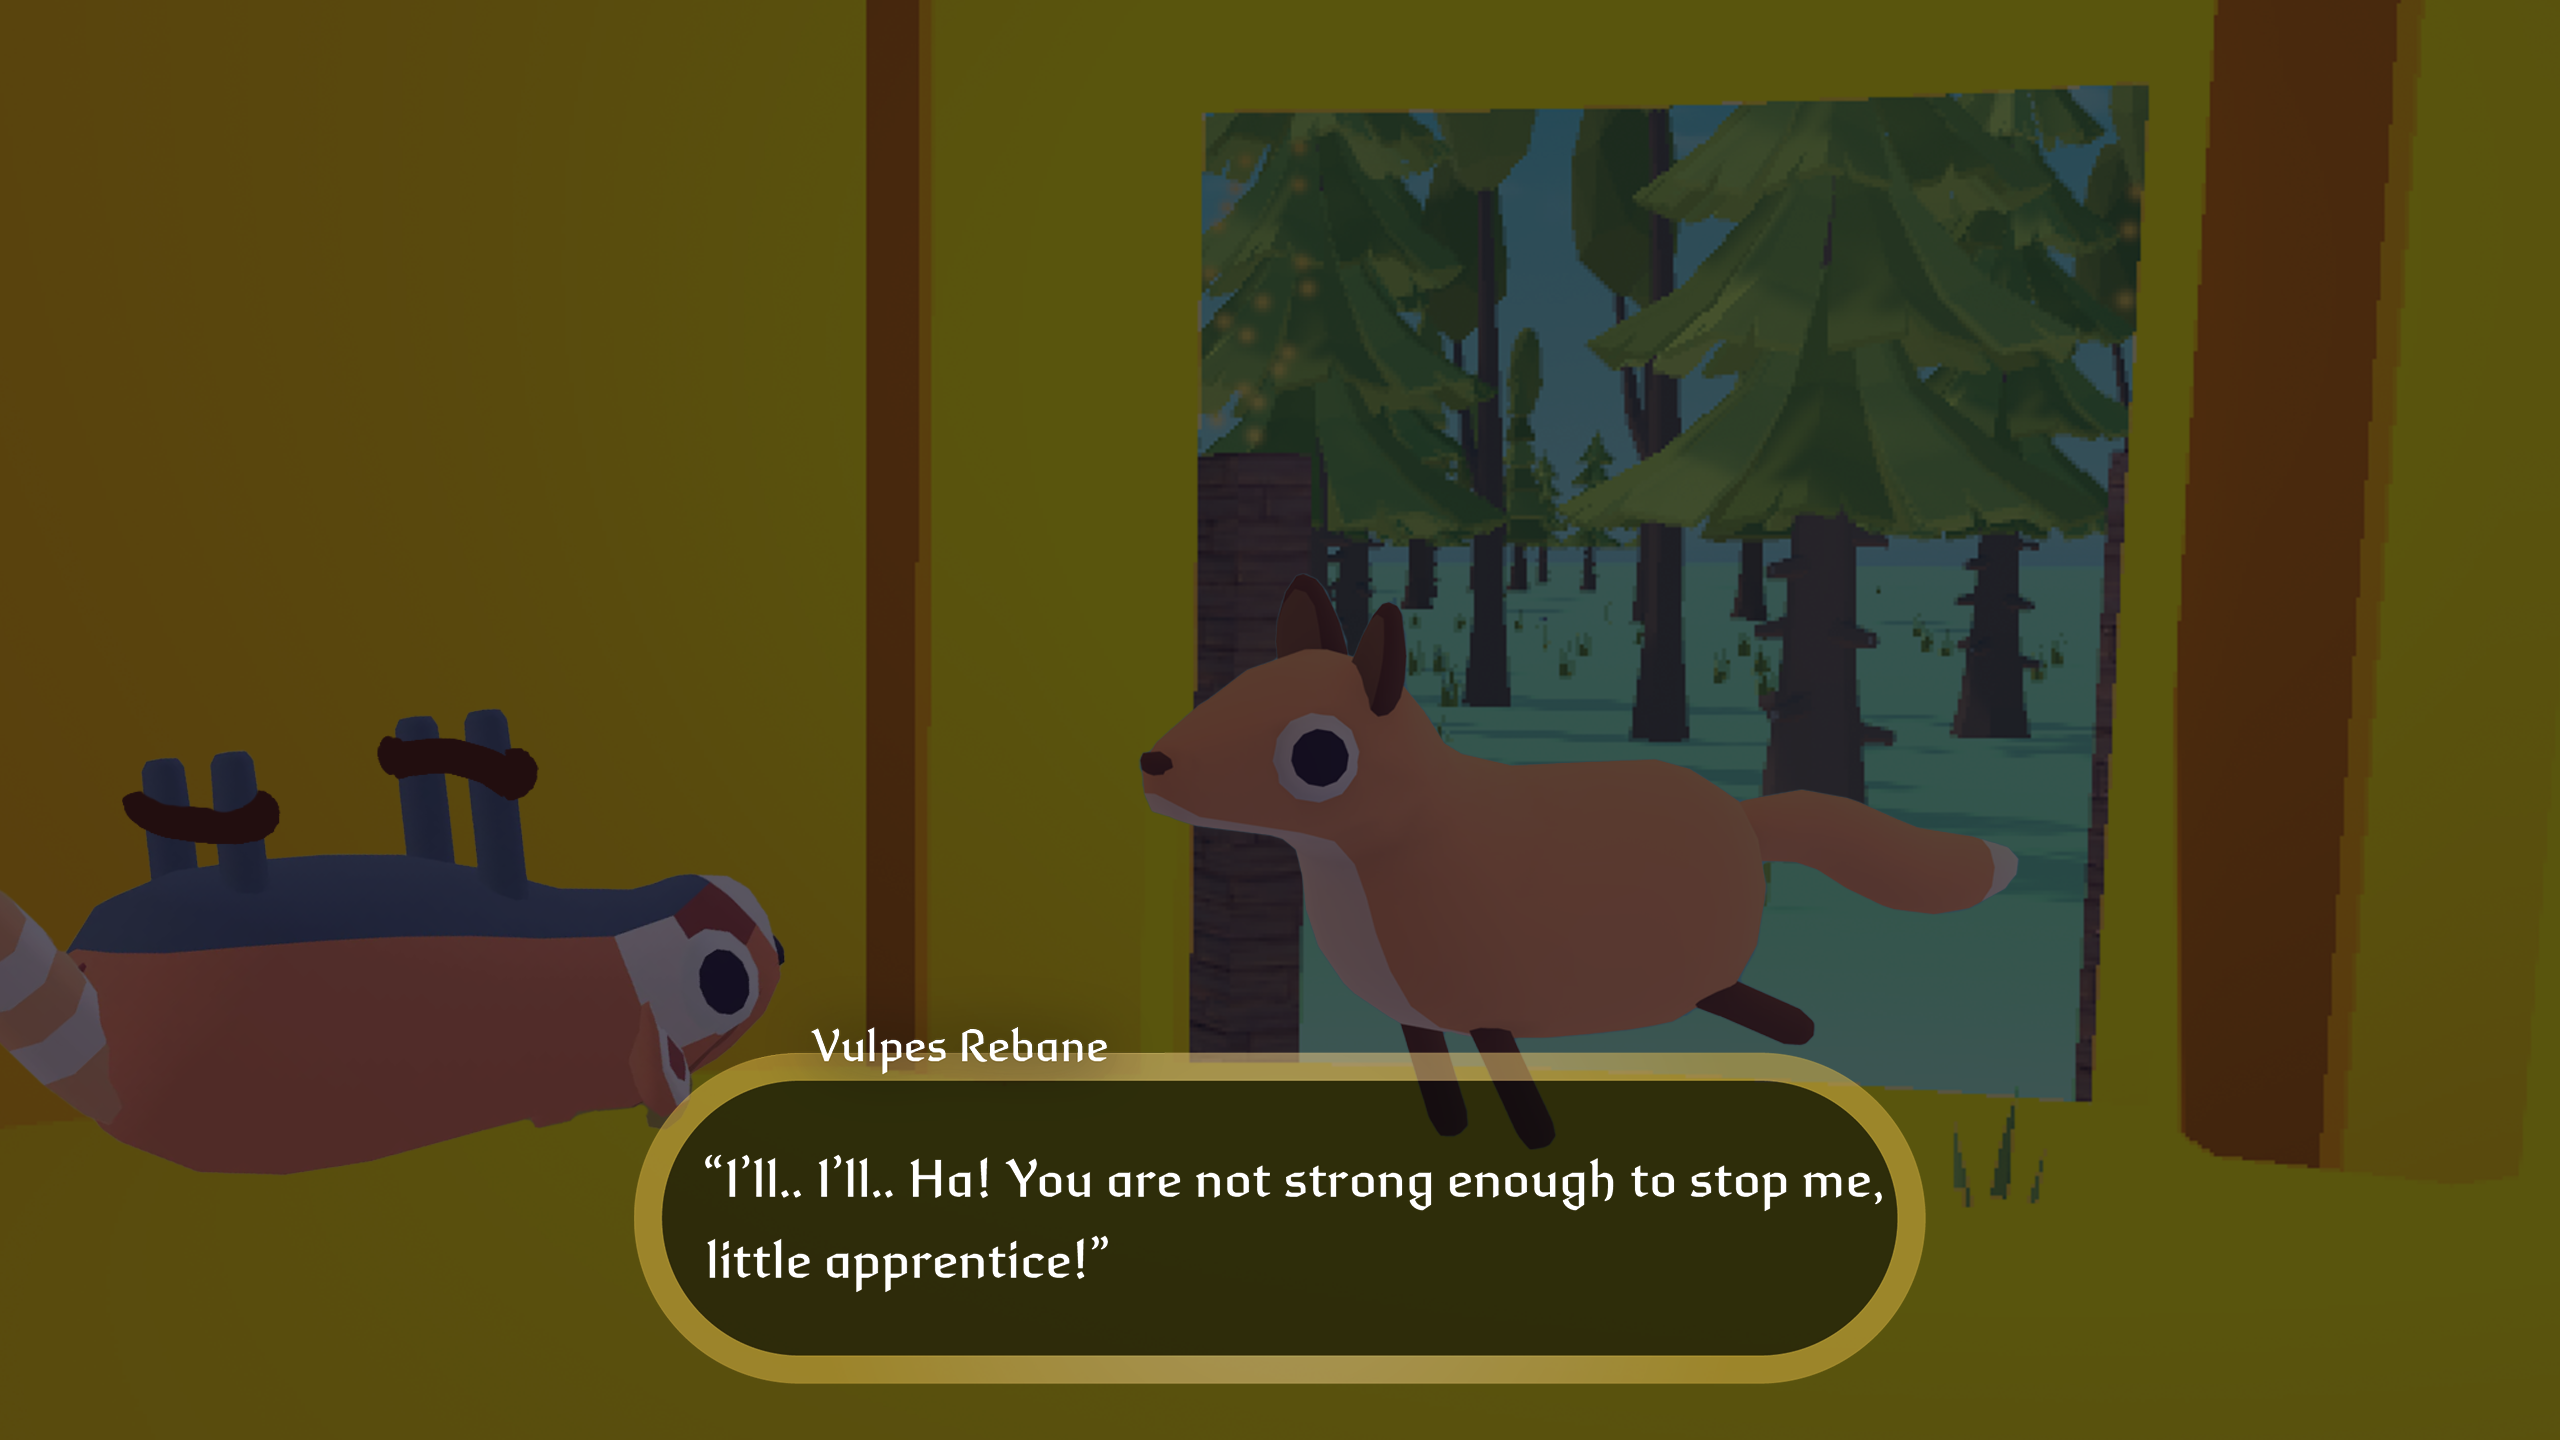 Vulpes Rebane
“I’ll.. I’ll.. Ha! You are not strong enough to stop me,
little apprentice!”